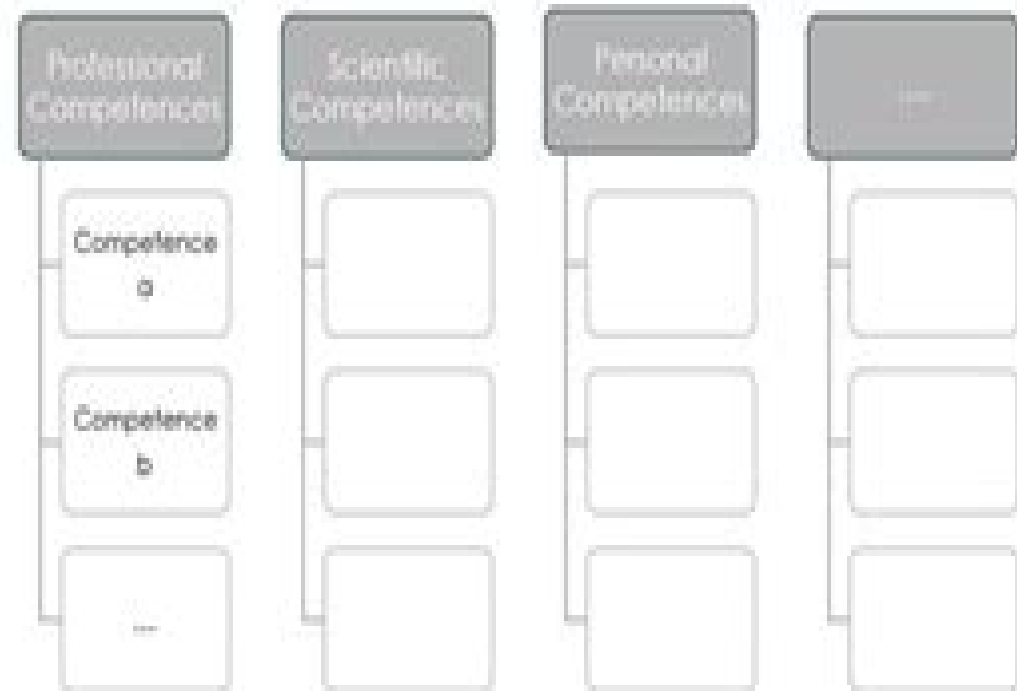 Professional
Competences
Scientific
Competences
Personal
Competences
...
Competence
a
Competence
b
...